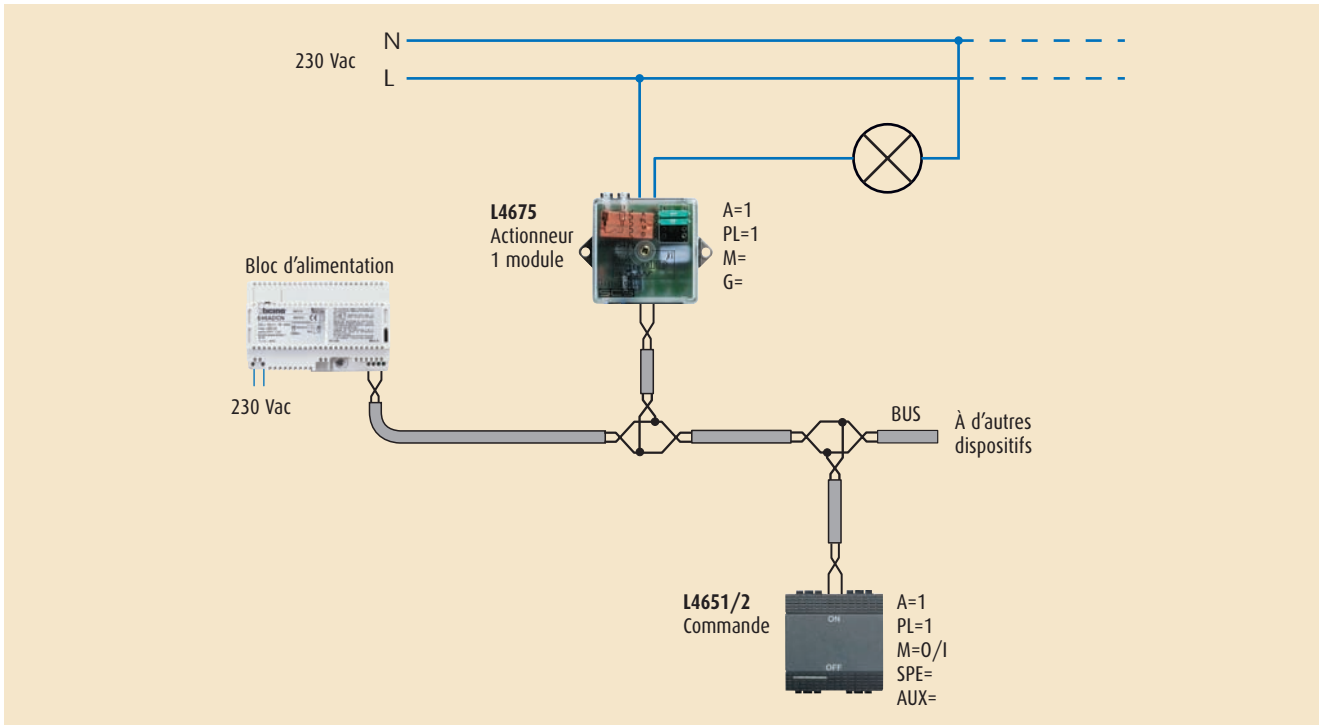 N
230 Vac
L
L4675
Actionneur
1 module
A=1
PL=1
M=
G=
Bloc d’alimentation
230 Vac
BUS
À d’autres
dispositifs
L4651/2
Commande
ON
OFF
A=1
PL=1
M=O/I
SPE=
AUX=